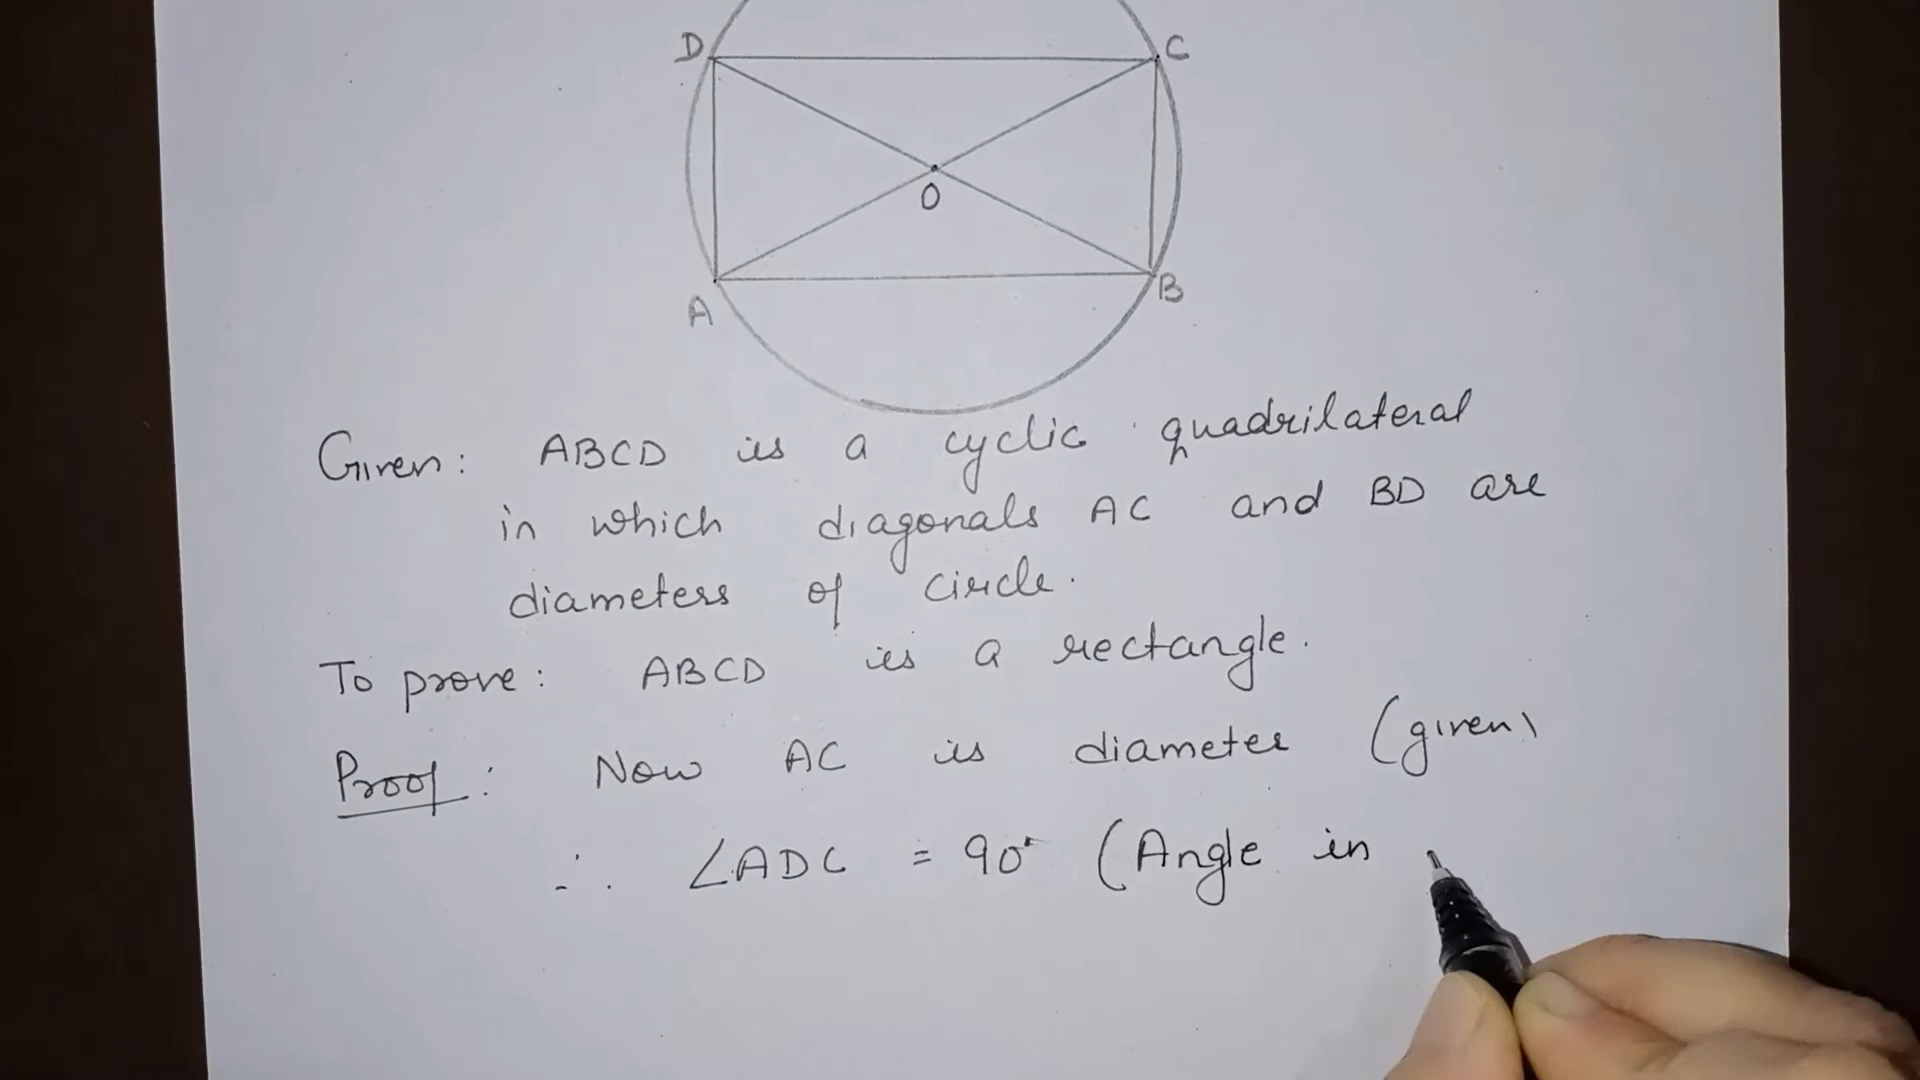 D C
O
A B
Given: ABCD is a cyclic quadrilateral
in which diagonals AC and BD are
diameters of circle.
To prove: ABCD is a rectangle.
Proof: Now AC is diameter (given)
∴ ∠ADC = 90° (Angle in